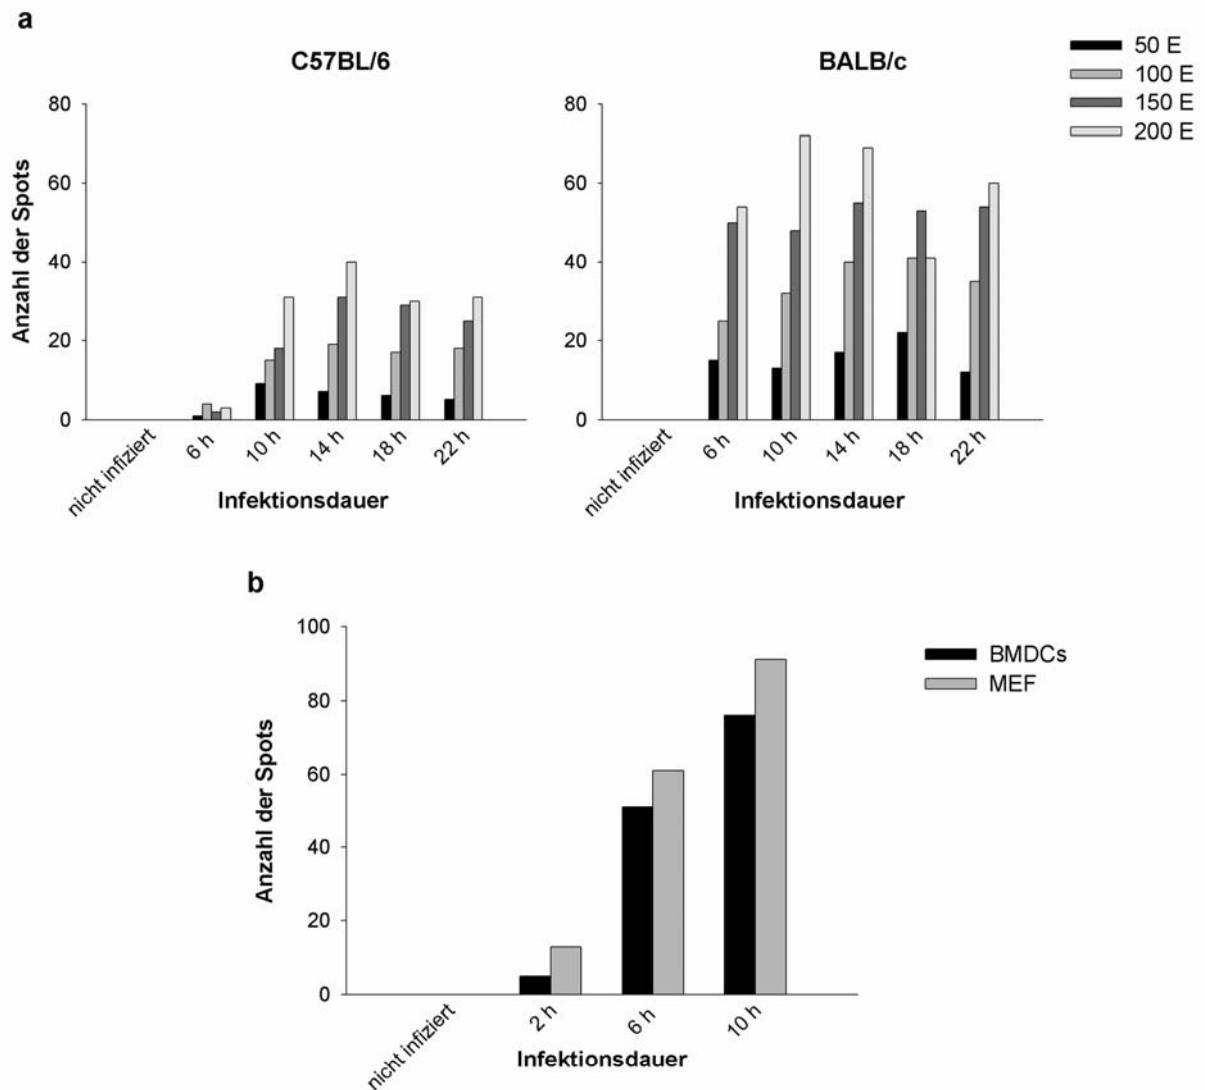 a
C57BL/6
BALB/c
50 E
100 E
150 E
200 E
Anzahl der Spots
80
60
40
20
0
nicht infiziert
6 h
10 h
14 h
18 h
22 h
Infektionsdauer
80
60
40
20
0
nicht infiziert
6 h
10 h
14 h
18 h
22 h
Infektionsdauer
b
Anzahl der Spots
100
80
60
40
20
0
nicht infiziert
2 h
6 h
10 h
Infektionsdauer
BMDCs
MEF